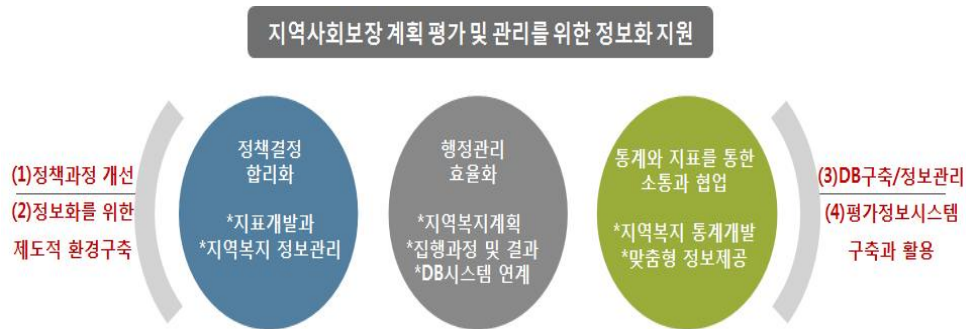 지역사회보장 계획 평가 및 관리를 위한 정보화 지원
(1)정책과정 개선
(2)정보화를 위한
제도적 환경구축
정책결정
합리화
*지표개발과
*지역복지 정보관리
행정관리
효율화
*지역복지계획
*집행과정 및 결과
*DB시스템 연계
통계와 지표를 통한
소통과 협업
*지역복지 통계개발
*맞춤형 정보제공
(3)DB구축/정보관리
(4)평가정보시스템
구축과 활용